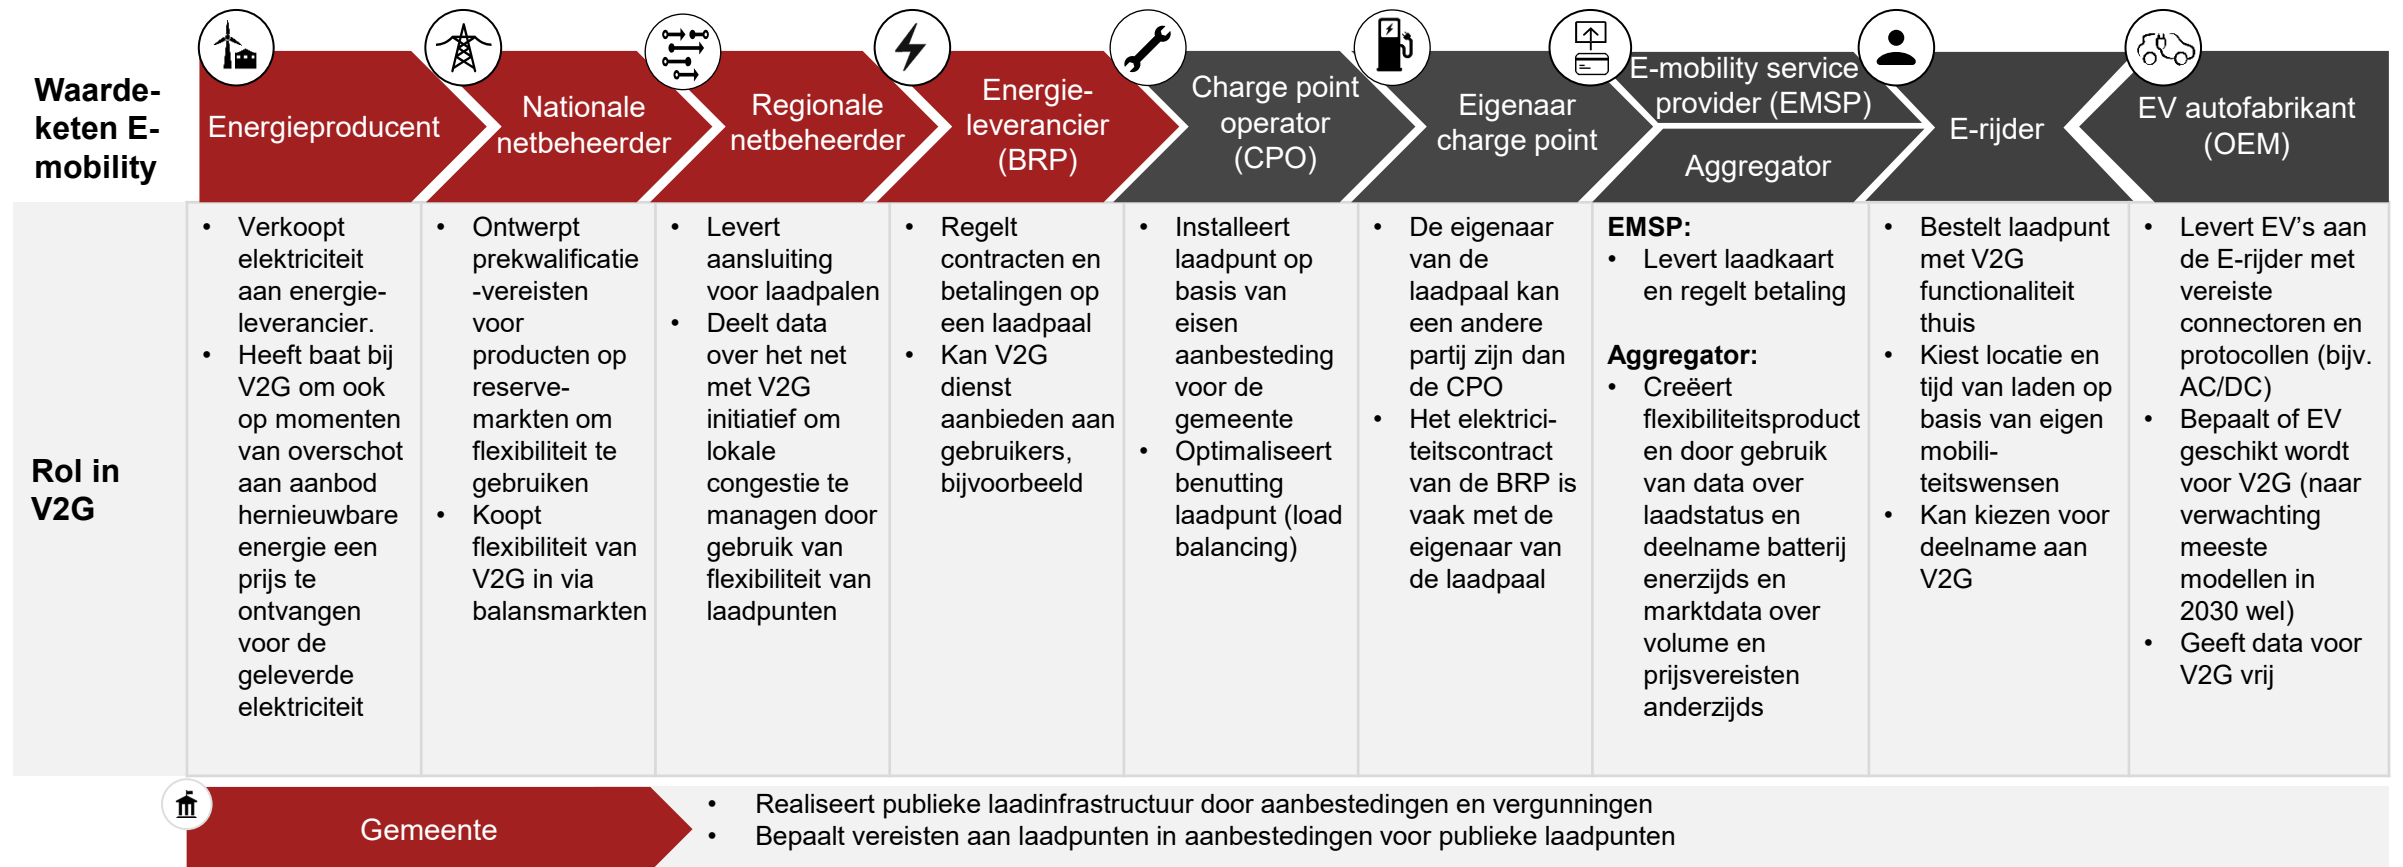 Waarde-
keten E-
mobility
Energieproducent
Nationale
netbeheerder
Regionale
netbeheerder
Energie-
leverancier
(BRP)
Charge point
operator
(CPO)
Eigenaar
charge point
E-mobility service
provider (EMSP)
Aggregator
E-rijder
EV autofabrikant
(OEM)
Rol in
V2G
• Verkoopt
elektriciteit
aan energie-
leverancier.
• Heeft baat bij
V2G om ook
op momenten
van overschot
aan aanbod
hernieuwbare
energie een
prijs te
ontvangen
voor de
geleverde
elektriciteit
• Ontwerpt
prekwalificatie
-vereisten
voor
producten op
reserve-
markten om
flexibiliteit te
gebruiken
• Koopt
flexibiliteit van
V2G in via
balansmarkten
• Levert
aansluiting
voor laadpalen
• Deelt data
over het net
met V2G
initiatief om
lokale
congestie te
managen door
gebruik van
flexibiliteit van
laadpunten
• Regelt
contracten en
betalingen op
een laadpaal
• Kan V2G
dienst
aanbieden aan
gebruikers,
bijvoorbeeld
• Installeert
laadpunt op
basis van
eisen
aanbesteding
voor de
gemeente
• Optimaliseert
benutting
laadpunt (load
balancing)
• De eigenaar
van de
laadpaal kan
een andere
partij zijn dan
de CPO
• Het elektrici-
teitscontract
van de BRP is
vaak met de
eigenaar van
de laadpaal
EMSP:
• Levert laadkaart
en regelt betaling
Aggregator:
• Creëert
flexibiliteitsproduct
en door gebruik
van data over
laadstatus en
deelname batterij
enerzijds en
marktdata over
volume en
prijsvereisten
anderzijds
• Bestelt laadpunt
met V2G
functionaliteit
thuis
• Kiest locatie en
tijd van laden op
basis van eigen
mobili-
teitswensen
• Kan kiezen voor
deelname aan
V2G
• Levert EV's aan
de E-rijder met
vereiste
connectoren en
protocollen (bijv.
AC/DC)
• Bepaalt of EV
geschikt wordt
voor V2G (naar
verwachting
meeste
modellen in
2030 wel)
• Geeft data voor
V2G vrij
Gemeente
• Realiseert publieke laadinfrastructuur door aanbestedingen en vergunningen
• Bepaalt vereisten aan laadpunten in aanbestedingen voor publieke laadpunten